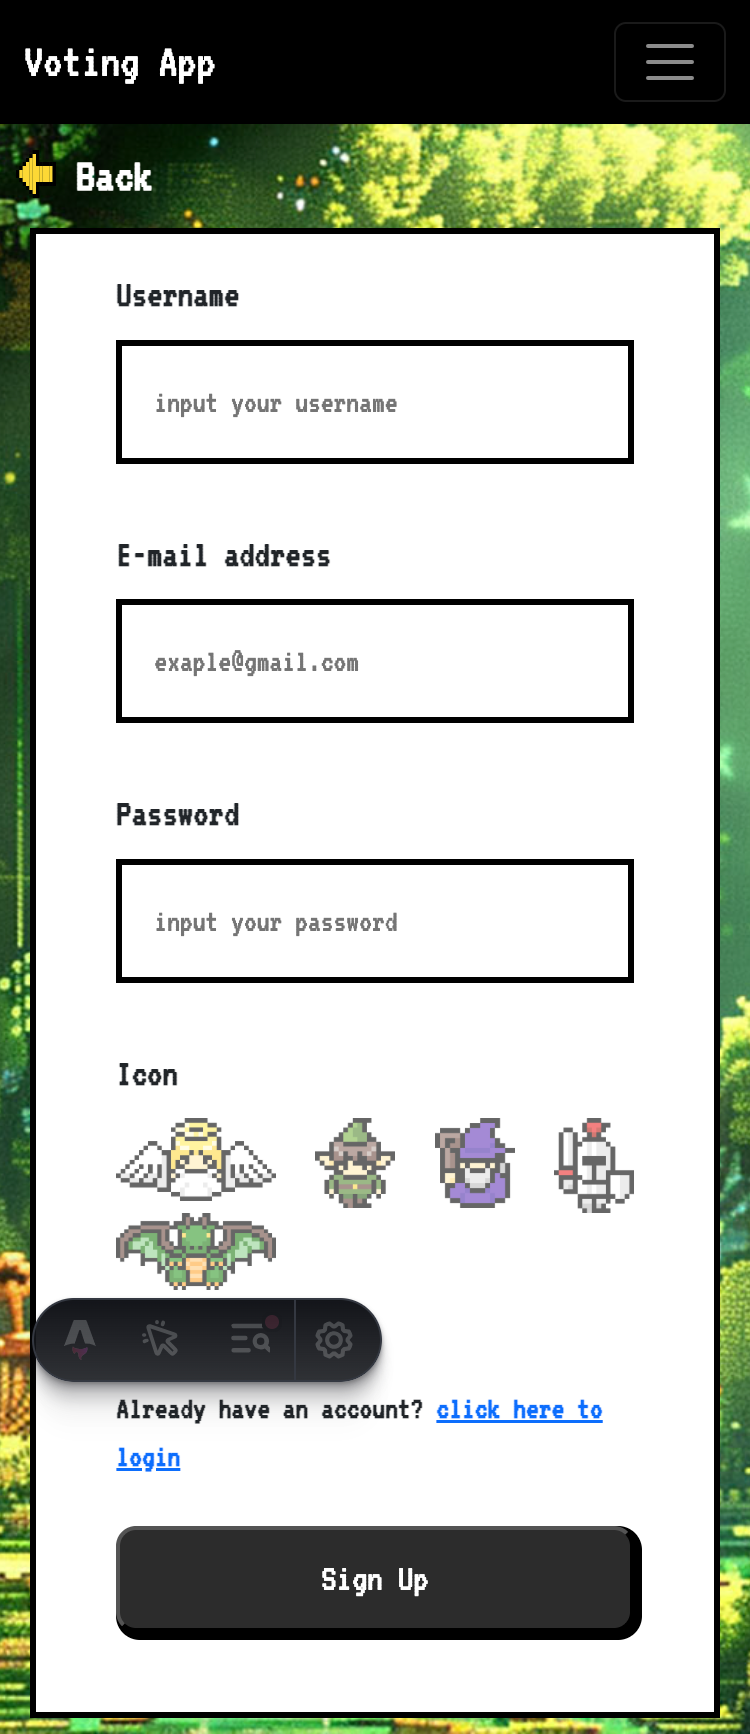 Voting App
Back
Username
input your username
E-mail address
exaple@gmail.com
Password
input your password
Icon
Already have an account? click here to
login
Sign Up